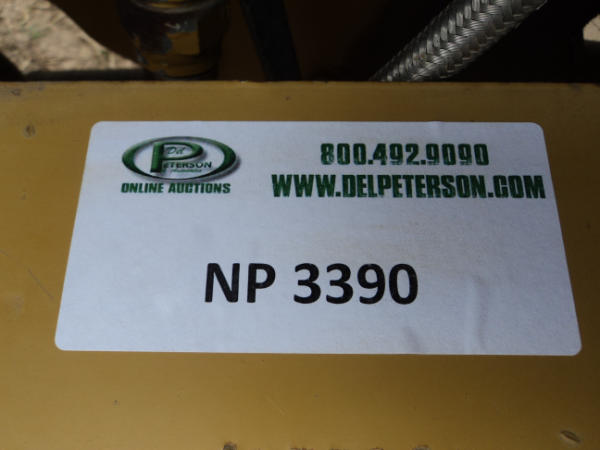 Del
PETERSON
ONLINE AUCTIONS
800.492.9090
WWW.DELPETERSON.COM
NP 3390